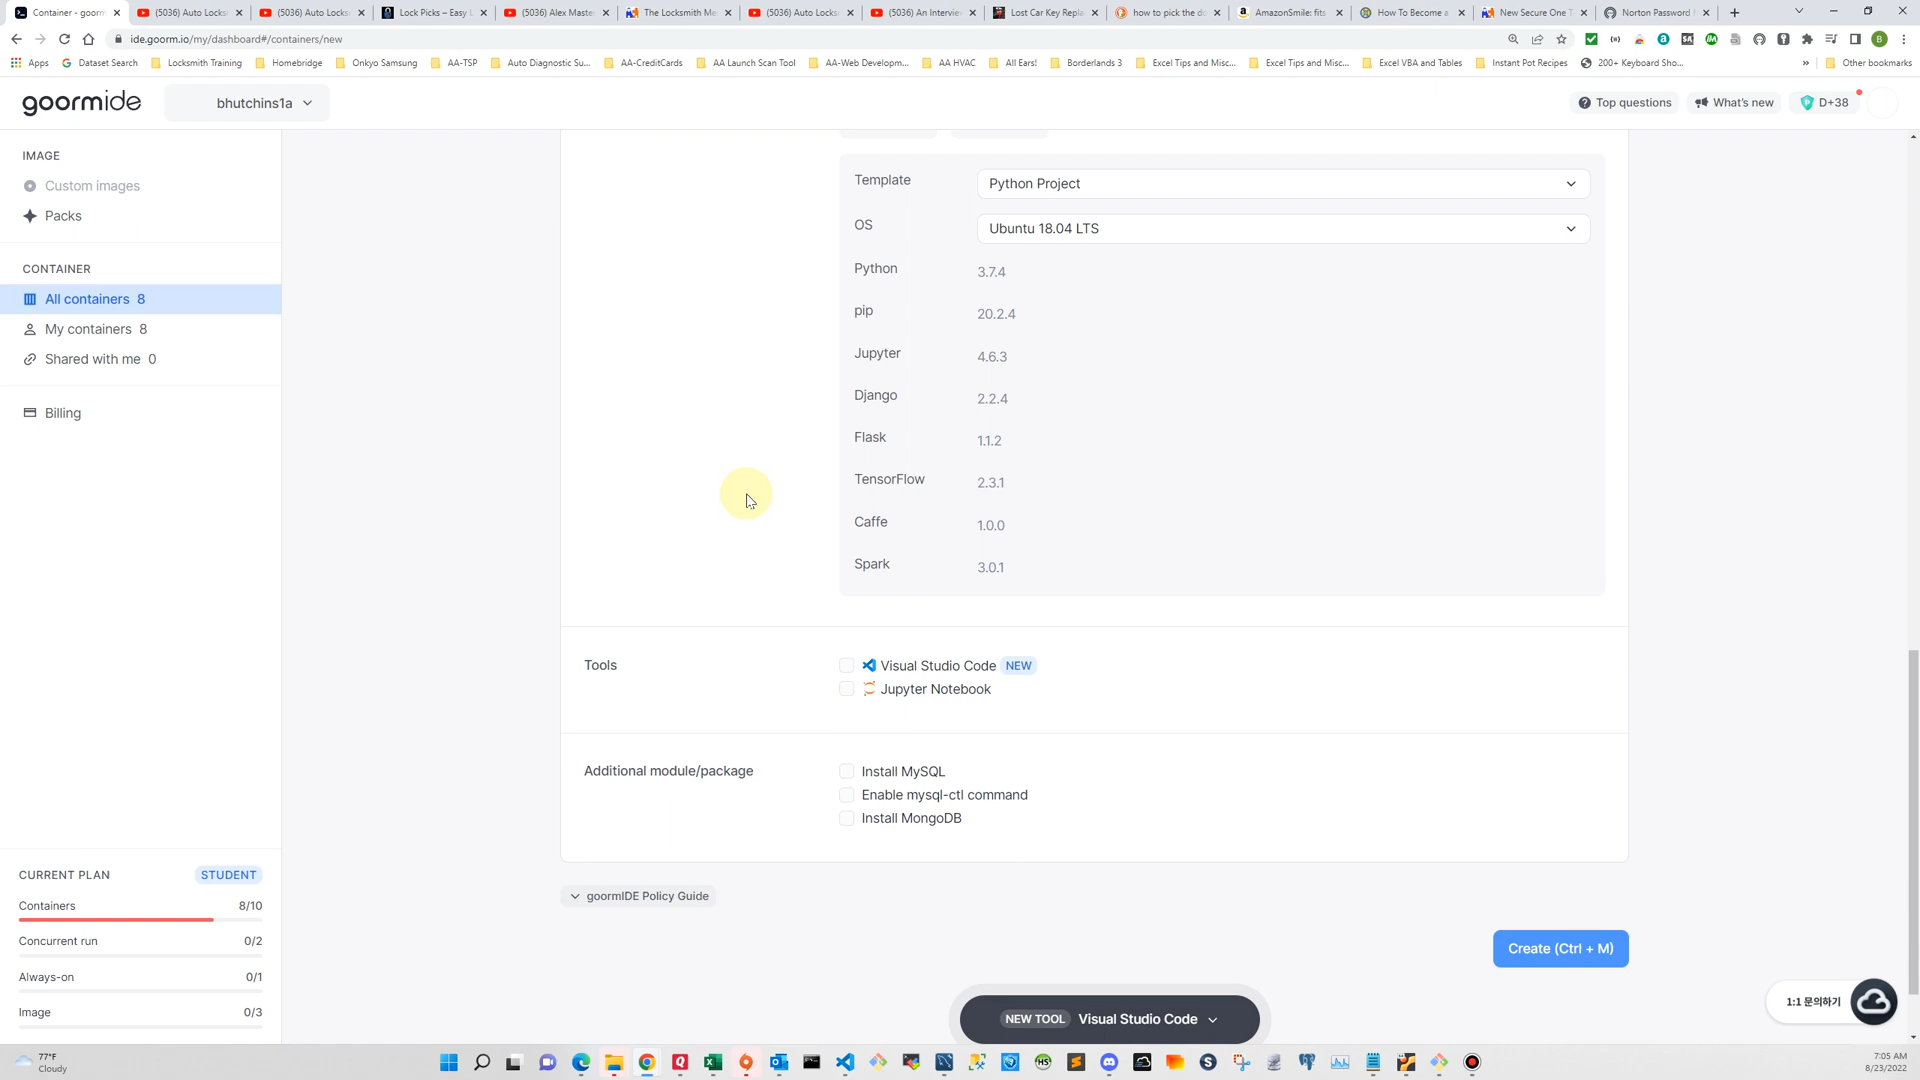 Container - goorm
(5036) Auto Locks
(5036) Auto Locks
Lock Picks – Easy
(5036) Alex Maste
The Locksmith Me
(5036) Auto Locks
(5036) An Intervie
Lost Car Key Repla
how to pick the do
AmazonSmile: fits
How To Become a
New Secure One T
Norton Password
ide.goorm.io/my/dashboard#/containers/new
B
Apps
Dataset Search
Locksmith Training
Homebridge
Onkyo Samsung
AA-TSP
Auto Diagnostic Su...
AA-CreditCards
AA Launch Scan Tool
AA-Web Developm...
AA HVAC
All Ears!
Borderlands 3
Excel Tips and Misc...
Excel Tips and Misc...
Excel VBA and Tables
Instant Pot Recipes
200+ Keyboard Sho...
»
Other bookmarks
goormide
bhutchins1a
Top questions
What's new
D+38
IMAGE
Custom images
Packs
CONTAINER
All containers 8
My containers 8
Shared with me 0
Billing
CURRENT PLAN STUDENT
Containers 8/10
Concurrent run 0/2
Always-on 0/1
Image 0/3
Template Python Project
OS Ubuntu 18.04 LTS
Python 3.7.4
pip 20.2.4
Jupyter 4.6.3
Django 2.2.4
Flask 1.1.2
TensorFlow 2.3.1
Caffe 1.0.0
Spark 3.0.1
Tools
Visual Studio Code NEW
Jupyter Notebook
Additional module/package
Install MySQL
Enable mysql-ctl command
Install MongoDB
goormIDE Policy Guide
Create (Ctrl + M)
NEW TOOL Visual Studio Code
1:1 문의하기
77°F
Cloudy
7:05 AM
8/23/2022